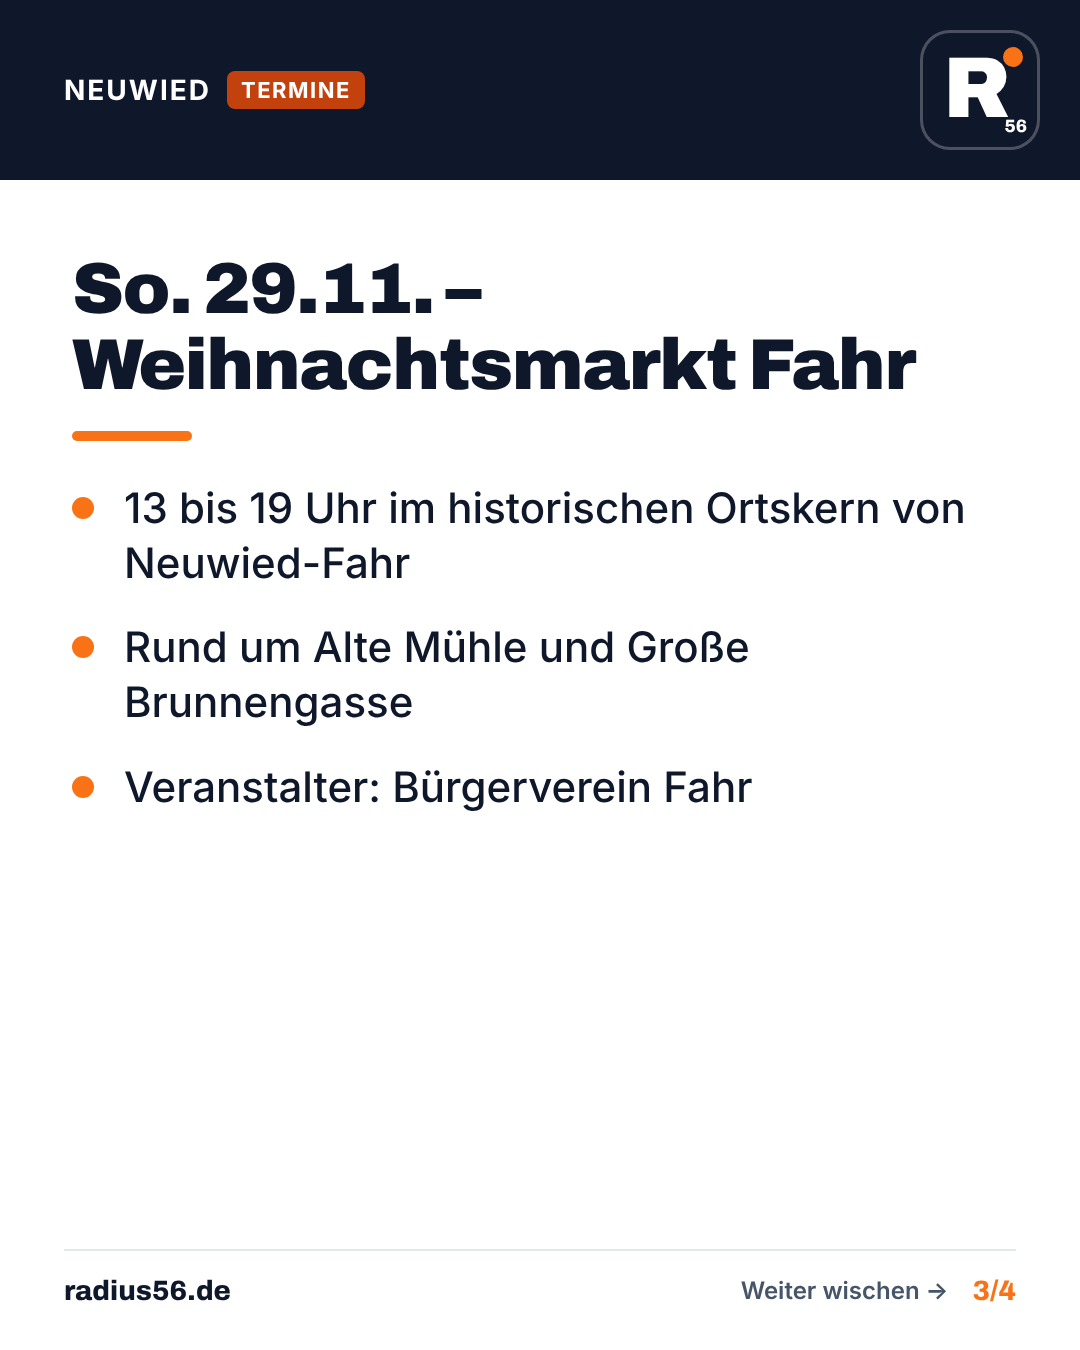 NEUWIED TERMINE
R
56
So. 29.11. –
Weihnachtsmarkt Fahr
13 bis 19 Uhr im historischen Ortskern von
Neuwied-Fahr
Rund um Alte Mühle und Große
Brunnengasse
Veranstalter: Bürgerverein Fahr
radius56.de
Weiter wischen → 3/4